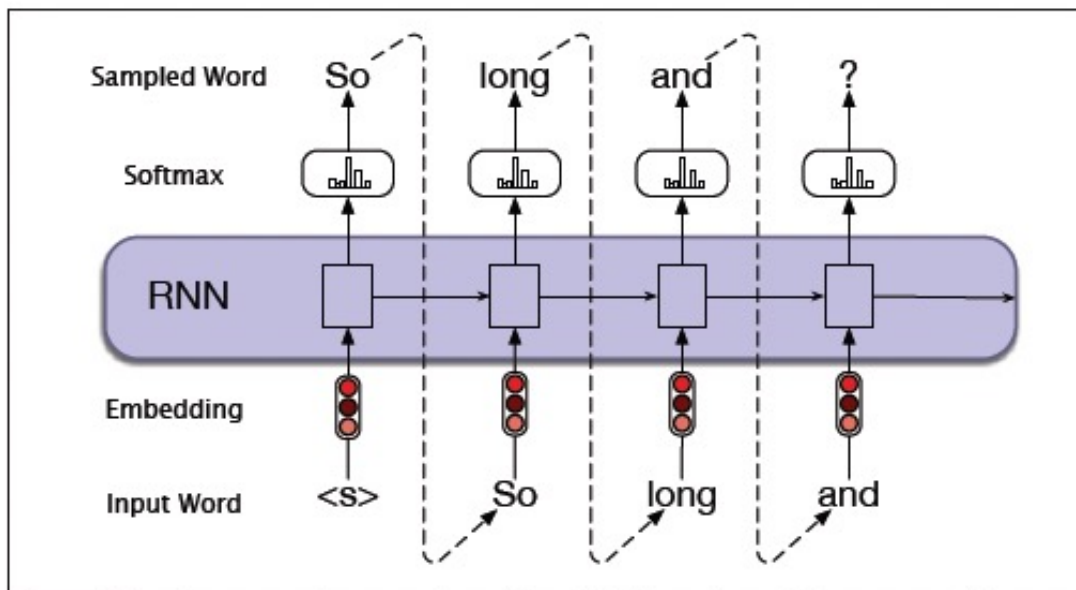 Sampled Word So long and ?
Softmax
RNN
Embedding
Input Word <s> So long and